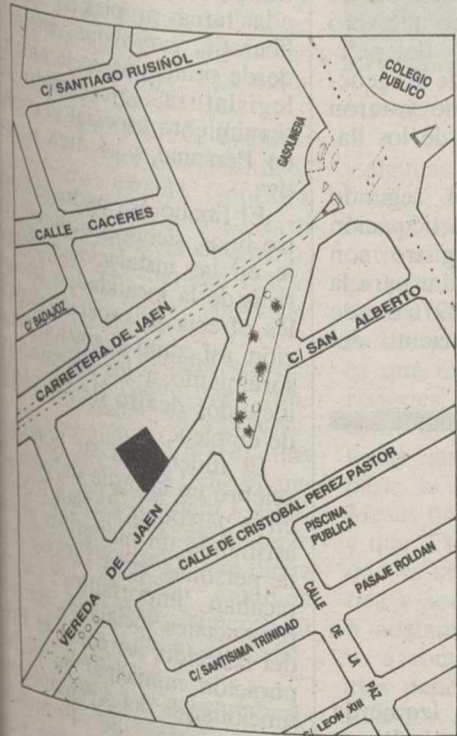 C/ SANTIAGO RUSIÑOL
COLEGIO
PUBLICO
GASOLINERA
CALLE CACERES
C/ BADAJOZ
CARRETERA DE JAEN
C/ SAN ALBERTO
VEREDA DE JAEN
CALLE DE CRISTOBAL PEREZ PASTOR
PISCINA
PUBLICA
PASAJE ROLDAN
CALLE DE LA PAZ
C/ SANTISIMA TRINIDAD
C/ LEON XIII